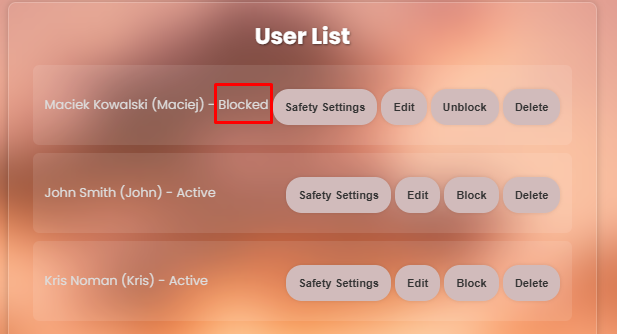 User List
Maciek Kowalski (Maciej) - Blocked Safety Settings Edit Unblock Delete
John Smith (John) - Active Safety Settings Edit Block Delete
Kris Noman (Kris) - Active Safety Settings Edit Block Delete